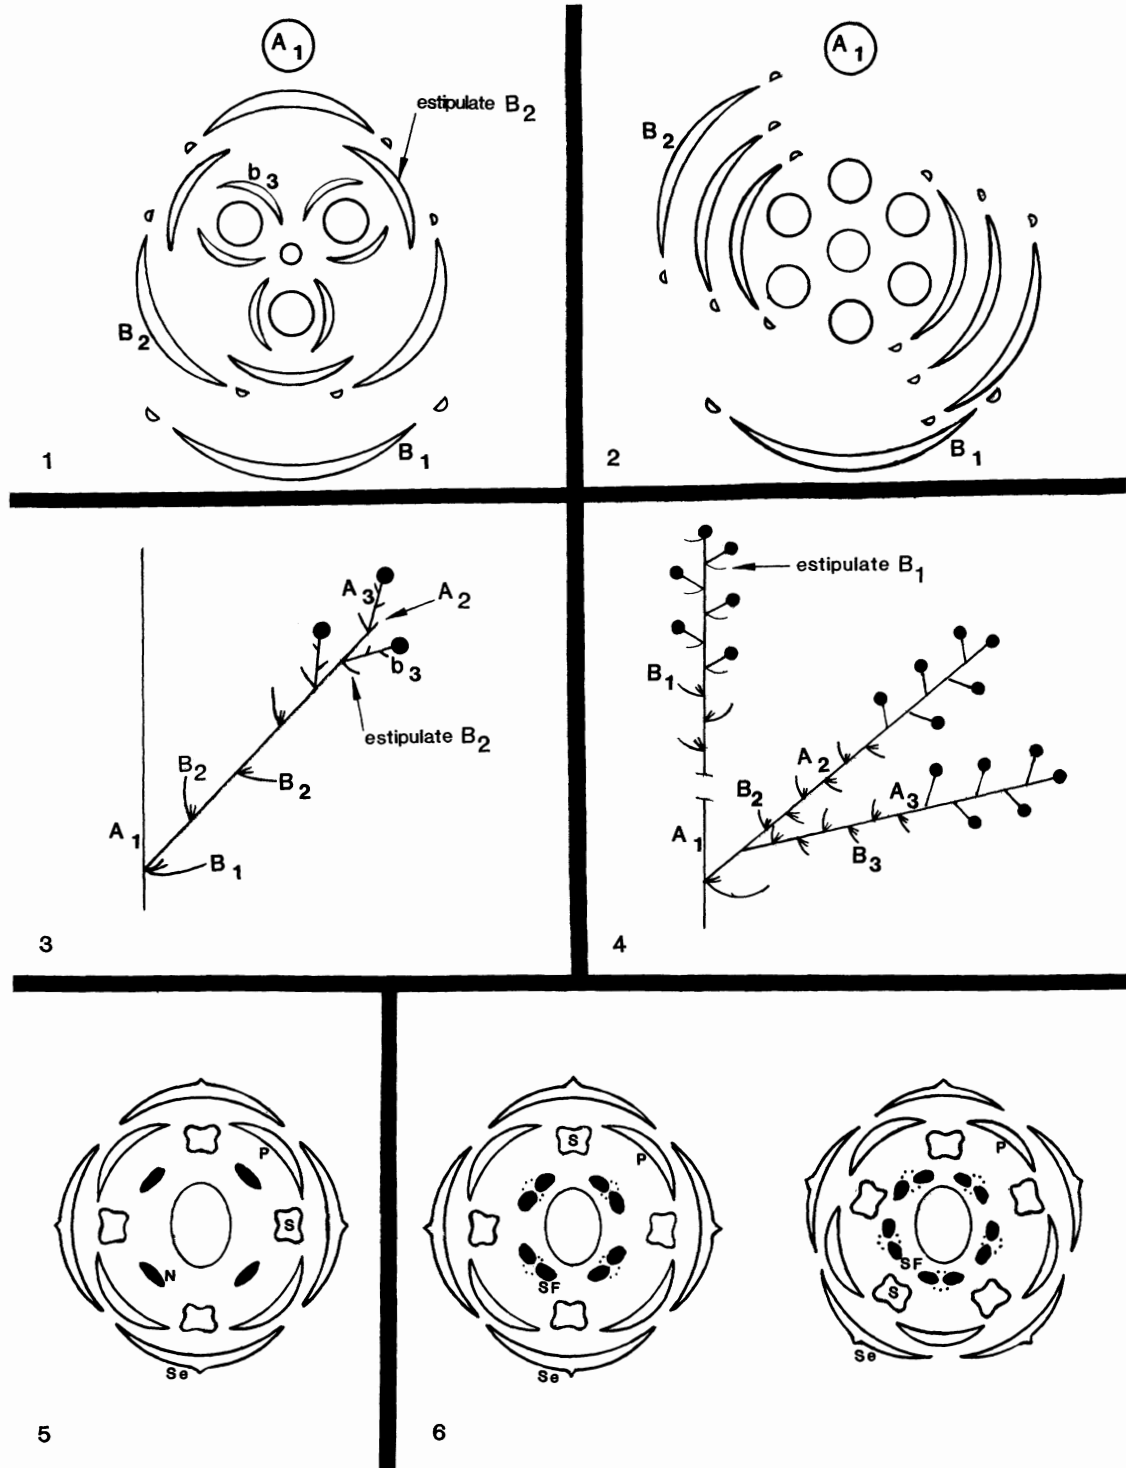 A1
estipulate B2
b3
B2
B1
1
A1
B2
B1
2
A3
A2
b3
estipulate B2
B2
B2
A1
B1
3
estipulate B1
B1
A2
B2
A3
A1
B3
4
P
S
N
Se
5
S
P
SF
Se
P
SF
S
Se
6